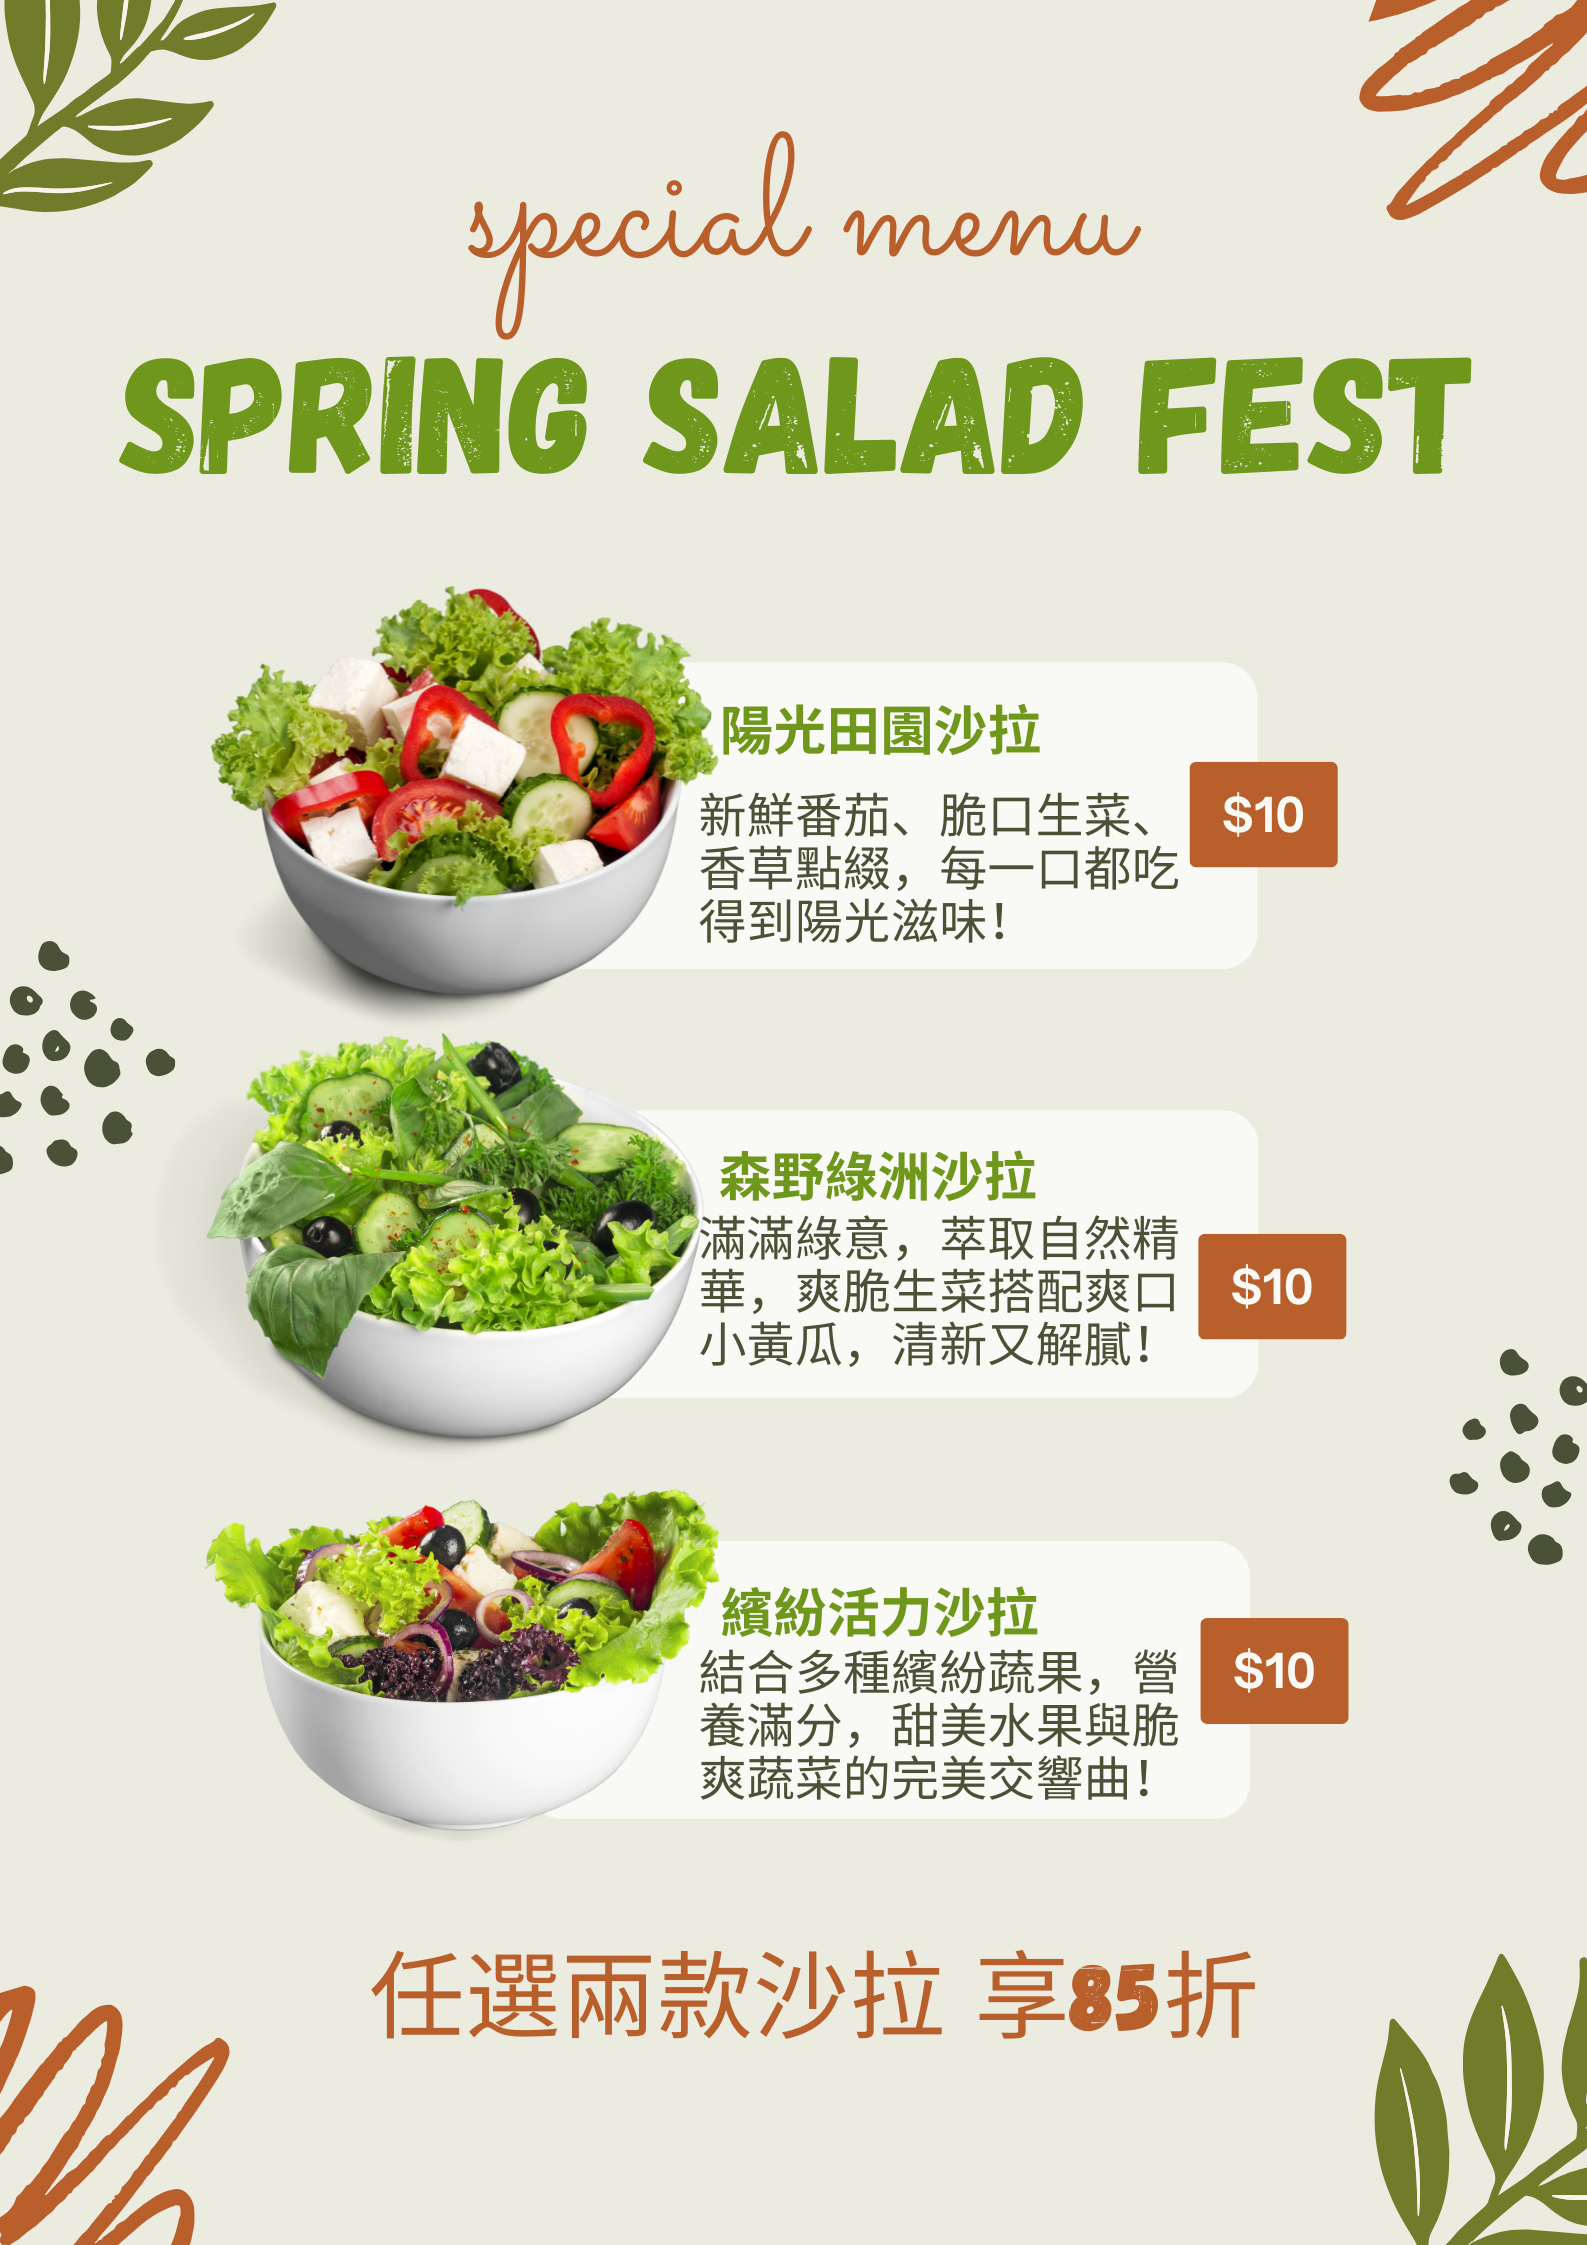 special menu
SPRING SALAD FEST
陽光田園沙拉
新鮮番茄、脆口生菜、
香草點綴，每一口都吃
得到陽光滋味！
$10
森野綠洲沙拉
滿滿綠意，萃取自然精
華，爽脆生菜搭配爽口
小黃瓜，清新又解膩！
$10
繽紛活力沙拉
結合多種繽紛蔬果，營
養滿分，甜美水果與脆
爽蔬菜的完美交響曲！
$10
任選兩款沙拉 享85折